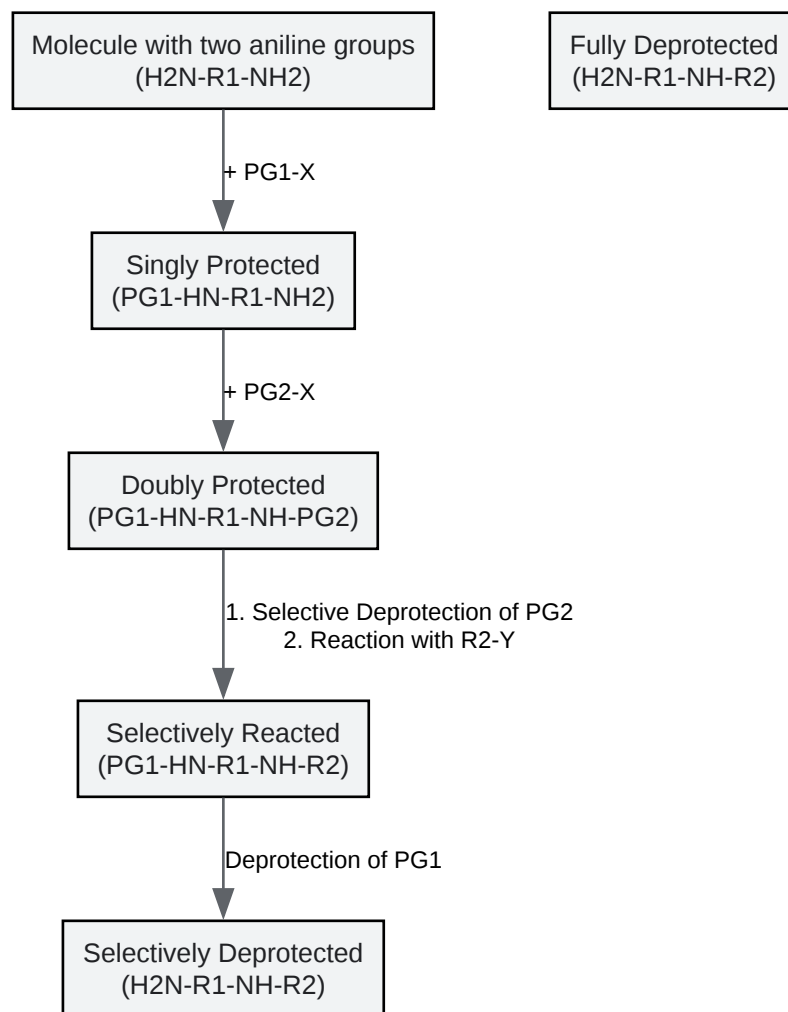 Molecule with two aniline groups
(H2N-R1-NH2)
Fully Deprotected
(H2N-R1-NH-R2)
+ PG1-X
Singly Protected
(PG1-HN-R1-NH2)
+ PG2-X
Doubly Protected
(PG1-HN-R1-NH-PG2)
1. Selective Deprotection of PG2
2. Reaction with R2-Y
Selectively Reacted
(PG1-HN-R1-NH-R2)
Deprotection of PG1
Selectively Deprotected
(H2N-R1-NH-R2)